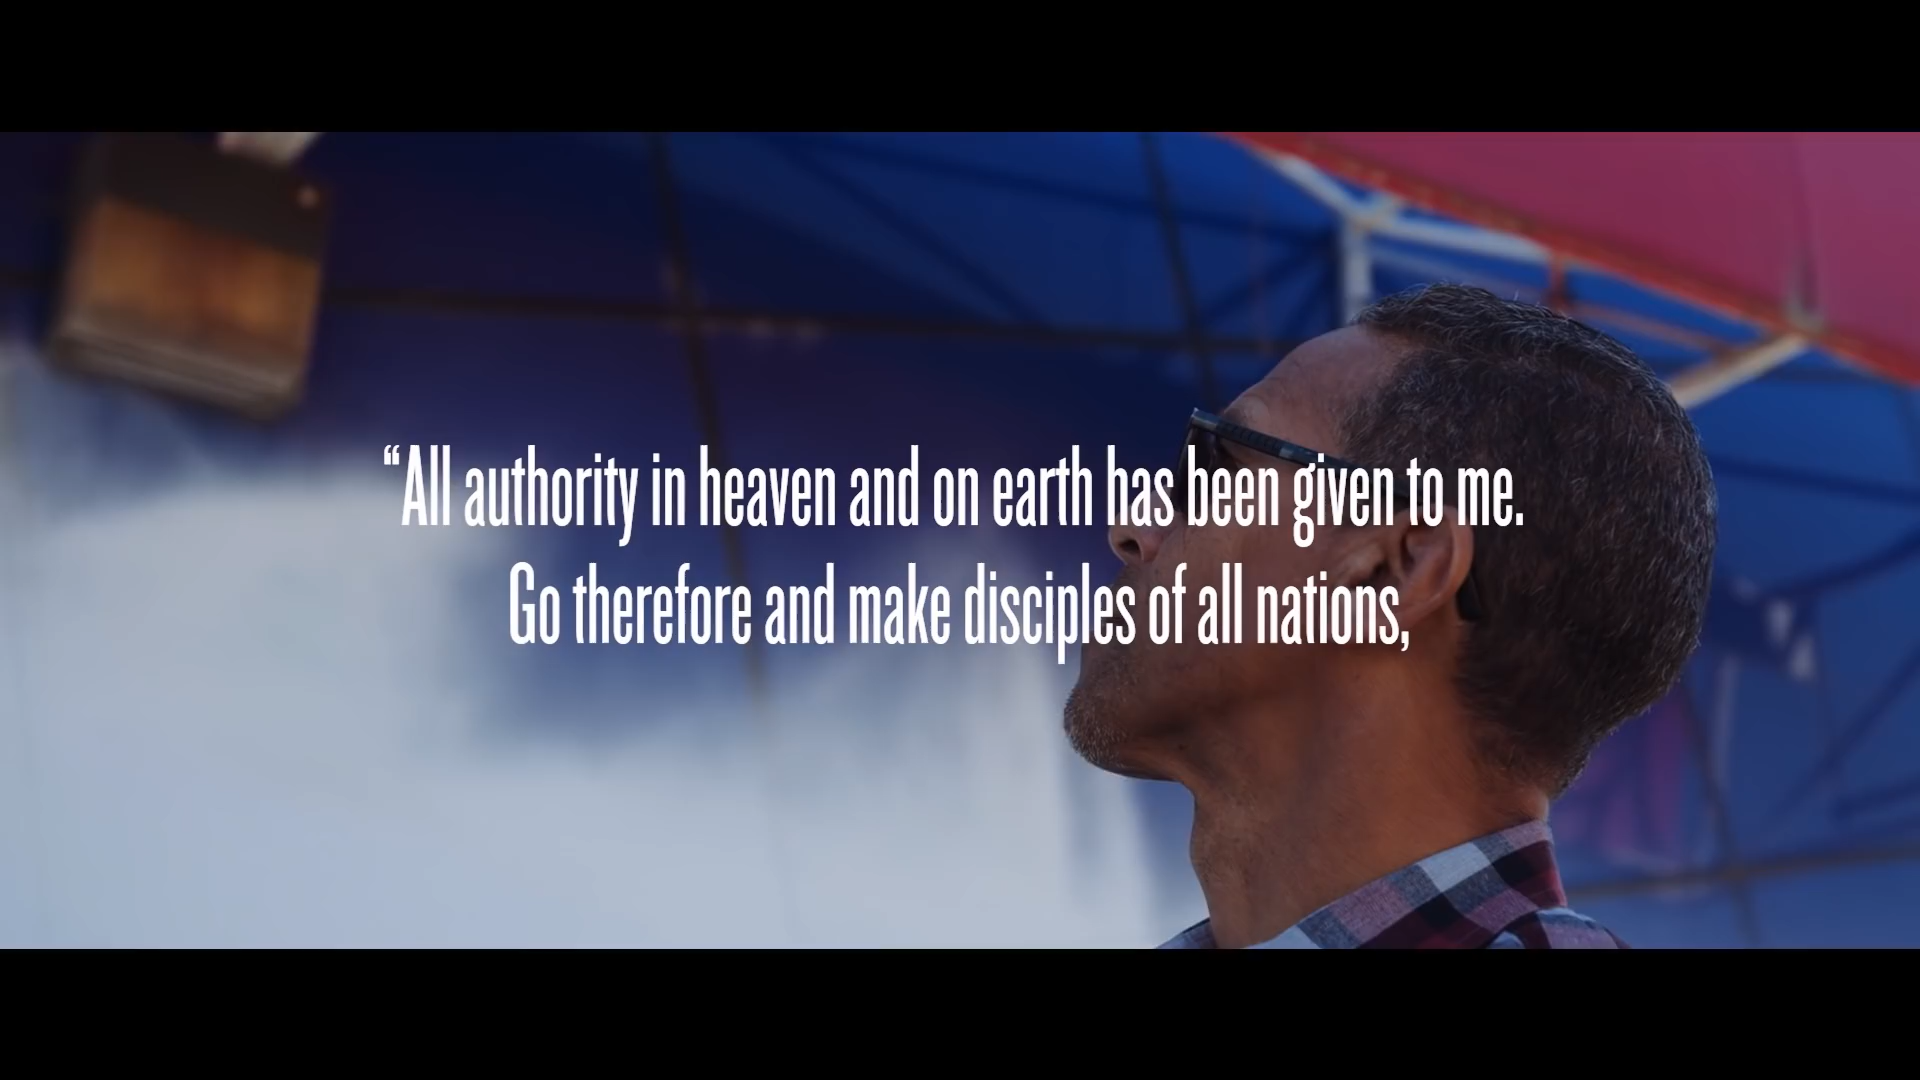 “All authority in heaven and on earth has been given to me.
Go therefore and make disciples of all nations,